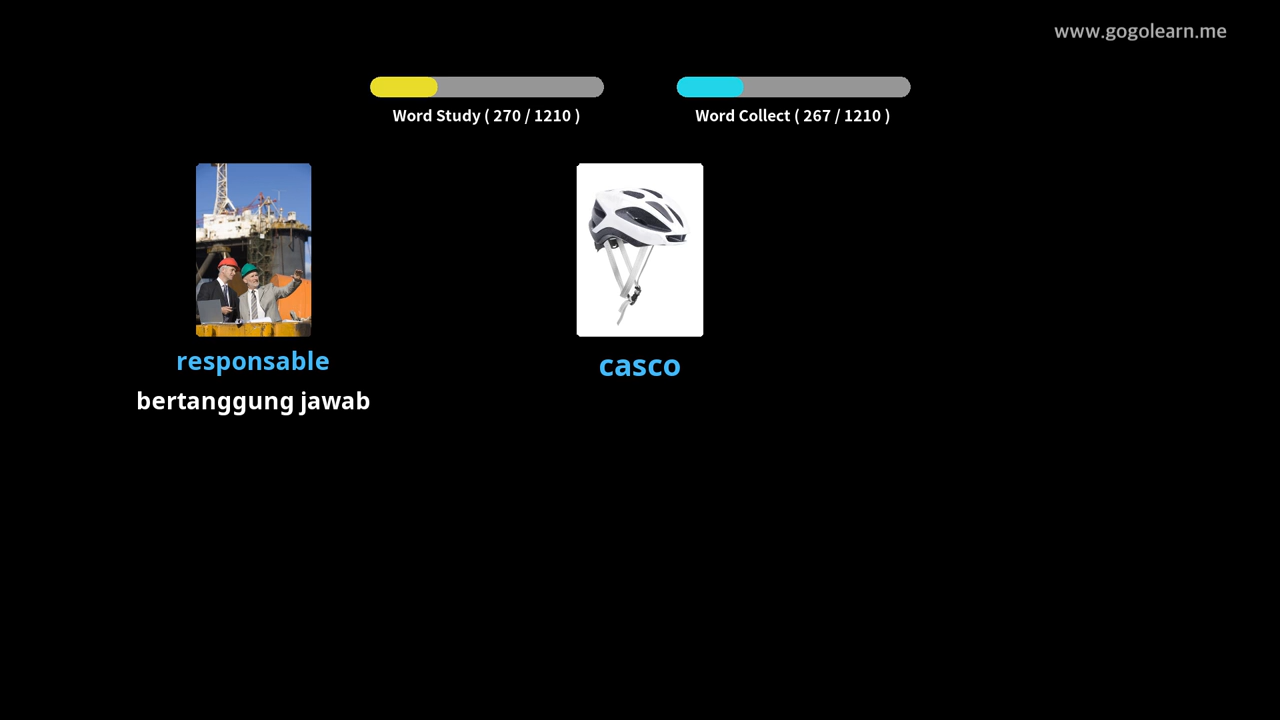 www.gogolearn.me
Word Study ( 270 / 1210 )
Word Collect ( 267 / 1210 )
responsable
bertanggung jawab
casco